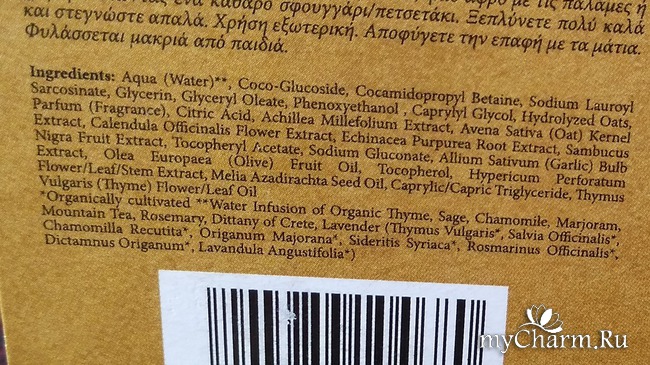 ένα καθαρό σφουγγάρι/πετσετάκι. Ξεπλύνετε πολύ καλά
και στεγνώστε απαλά. Χρήση εξωτερική. Αποφύγετε την επαφή με τα μάτια.
Φυλάσσεται μακριά από παιδιά.
Ingredients: Aqua (Water)**, Coco-Glucoside, Cocamidopropyl Betaine, Sodium Lauroyl
Sarcosinate, Glycerin, Glyceryl Oleate, Phenoxyethanol , Caprylyl Glycol, Hydrolyzed Oats,
Parfum (Fragrance), Citric Acid, Achillea Millefolium Extract, Avena Sativa (Oat) Kernel
Extract, Calendula Officinalis Flower Extract, Echinacea Purpurea Root Extract, Sambucus
Nigra Fruit Extract, Tocopheryl Acetate, Sodium Gluconate, Allium Sativum (Garlic) Bulb
Extract, Olea Europaea (Olive) Fruit Oil, Tocopherol, Hypericum Perforatum
Flower/Leaf/Stem Extract, Melia Azadirachta Seed Oil, Caprylic/Capric Triglyceride, Thymus
Vulgaris (Thyme) Flower/Leaf Oil
*Organically cultivated **Water Infusion of Organic Thyme, Sage, Chamomile, Marjoram,
Mountain Tea, Rosemary, Dittany of Crete, Lavender (Thymus Vulgaris*, Salvia Officinalis*,
Chamomilla Recutita*, Origanum Majorana*, Sideritis Syriaca*, Rosmarinus Officinalis*,
Dictamnus Origanum*, Lavandula Angustifolia*)
myCharm.Ru